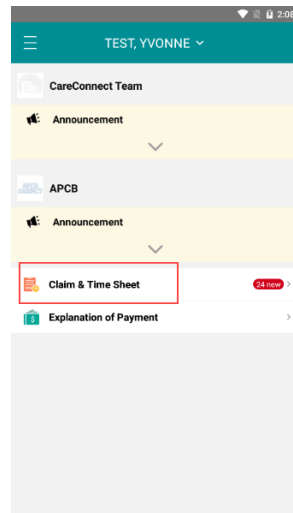 2:08
TEST, YVONNE
CareConnect Team
Announcement
APCB
Announcement
Claim & Time Sheet
24 new
Explanation of Payment